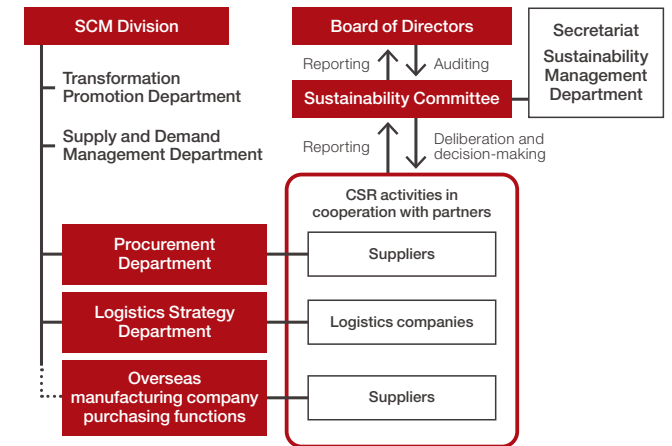 SCM Division
Transformation
Promotion Department
Supply and Demand
Management Department
Procurement
Department
Logistics Strategy
Department
Overseas
manufacturing company
purchasing functions
Board of Directors
Reporting
Auditing
Sustainability Committee
Secretariat
Sustainability
Management
Department
Reporting
Deliberation and
decision-making
CSR activities in
cooperation with partners
Suppliers
Logistics companies
Suppliers